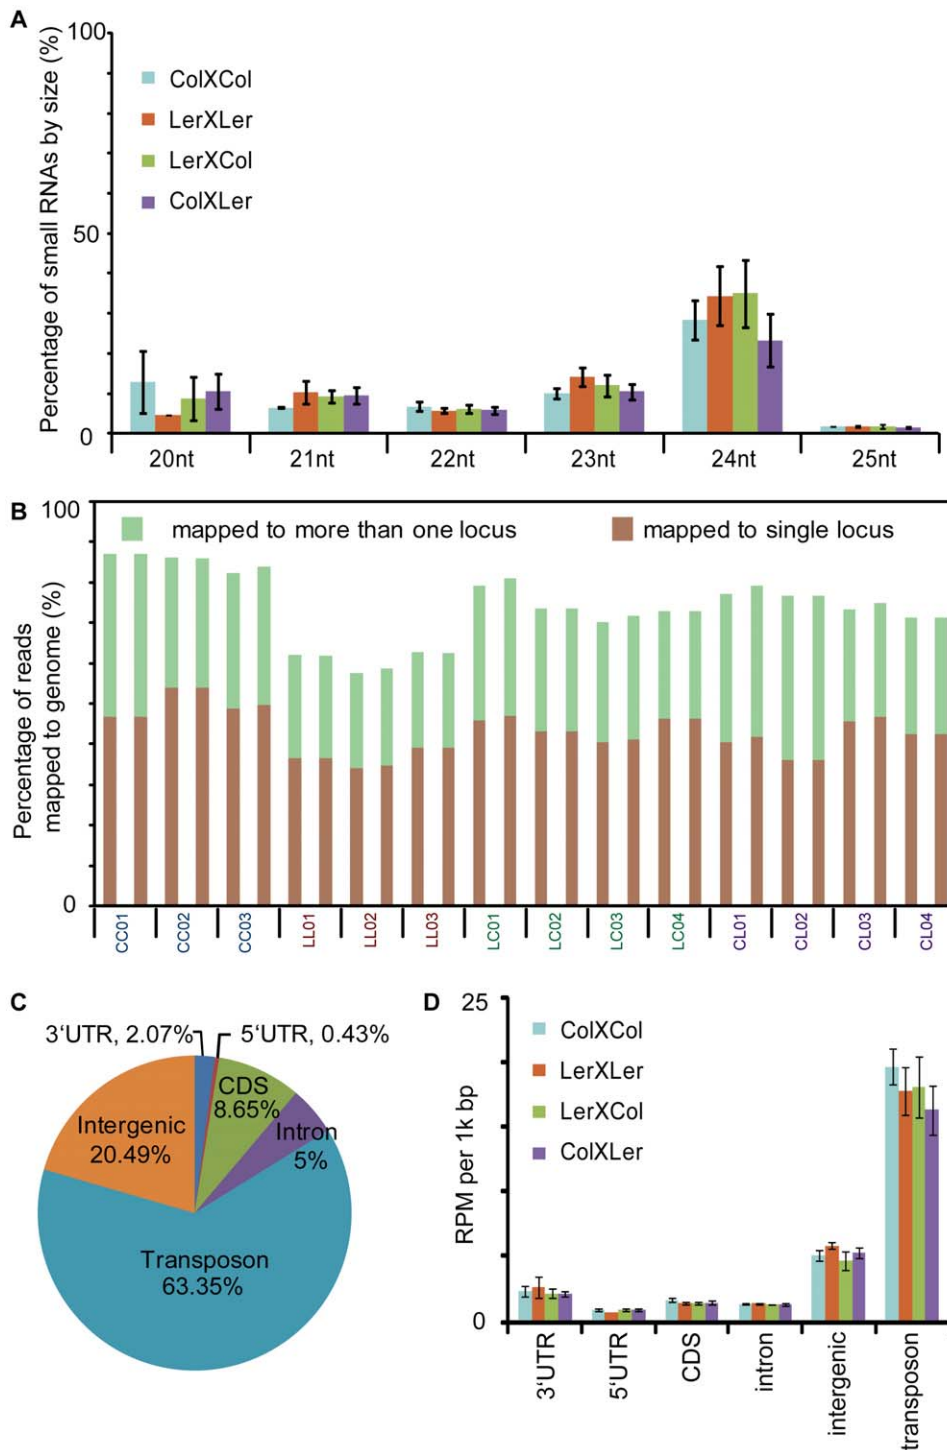 A
Percentage of small RNAs by size (%)
100
50
0
ColXCol
LerXLer
LerXCol
ColXLer
20nt 21nt 22nt 23nt 24nt 25nt
B
Percentage of reads
mapped to genome (%)
100
0
mapped to more than one locus mapped to single locus
CC01 CC02 CC03 LL01 LL02 LL03 LC01 LC02 LC03 LC04 CL01 CL02 CL03 CL04
C
3‘UTR, 2.07% 5‘UTR, 0.43%
CDS
8.65%
Intron
5%
Intergenic
20.49%
Transposon
63.35%
D
RPM per 1k bp
25
0
ColXCol
LerXLer
LerXCol
ColXLer
3‘UTR 5‘UTR CDS intron intergenic transposon